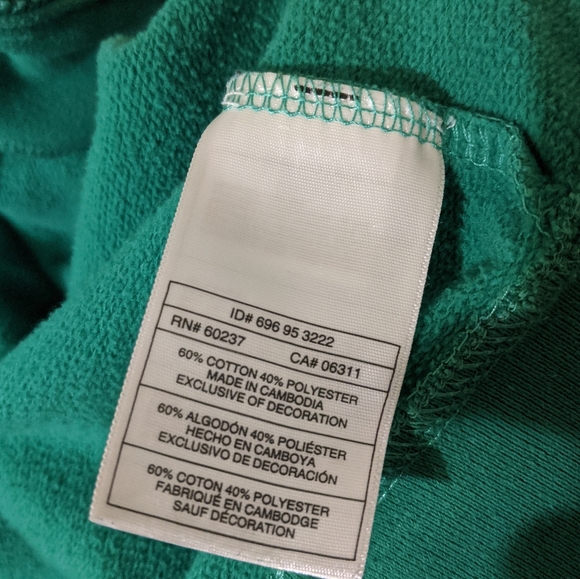 ID# 696 95 3222
RN# 60237 CA# 06311
60% COTTON 40% POLYESTER
MADE IN CAMBODIA
EXCLUSIVE OF DECORATION
60% ALGODÓN 40% POLIÉSTER
HECHO EN CAMBOYA
EXCLUSIVO DE DECORACIÓN
60% COTON 40% POLYESTER
FABRIQUÉ EN CAMBODGE
SAUF DÉCORATION